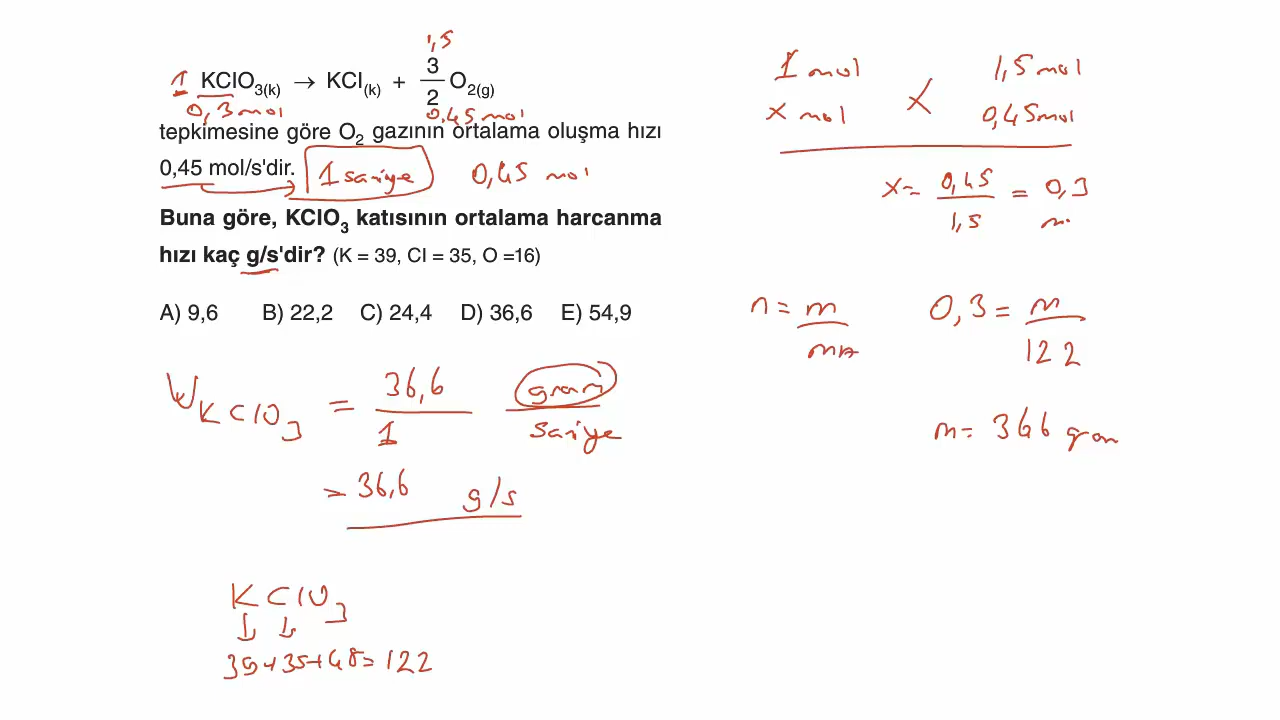 1,5
1 KClO3(k) → KCl(k) + 3/2 O2(g)
0,3 mol 0,45 mol
tepkimesine göre O2 gazının ortalama oluşma hızı
0,45 mol/s'dir. 1 saniye 0,45 mol
Buna göre, KClO3 katısının ortalama harcanma
hızı kaç g/s'dir? (K = 39, Cl = 35, O =16)
A) 9,6 B) 22,2 C) 24,4 D) 36,6 E) 54,9
KClO3 = 36,6/1 gram/saniye
= 36,6 g/s
KClO3
39+35+48=122
1 mol 1,5 mol
x mol 0,45 mol
x = 0,45/1,5 = 0,3
n = m/mA 0,3 = m/122
m = 366 gram